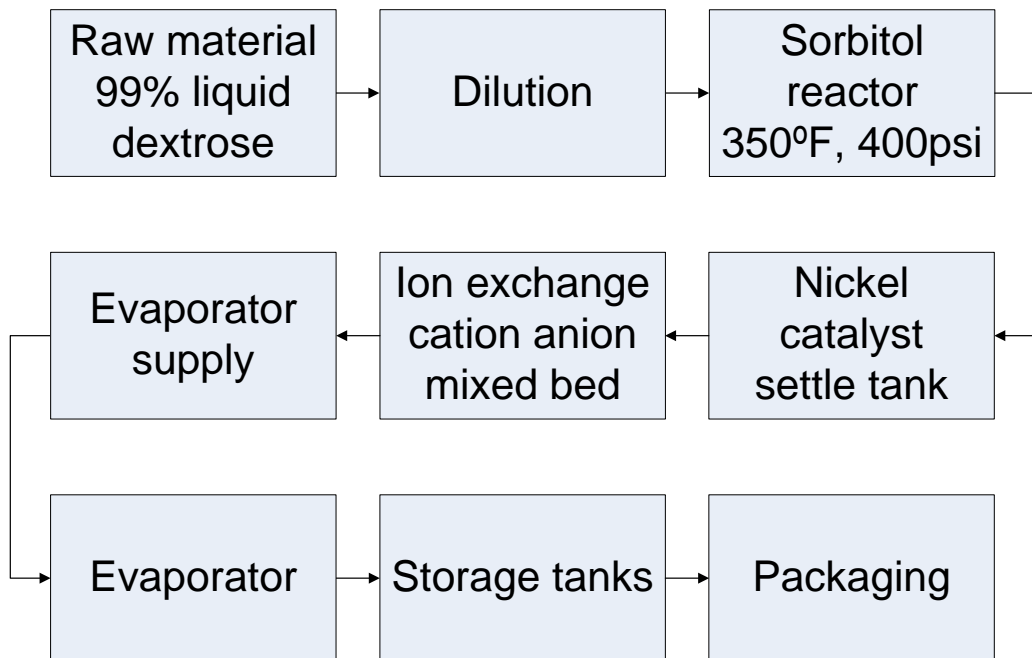 Raw material
99% liquid
dextrose
Dilution
Sorbitol
reactor
350ºF, 400psi
Nickel
catalyst
settle tank
Ion exchange
cation anion
mixed bed
Evaporator
supply
Evaporator
Storage tanks
Packaging